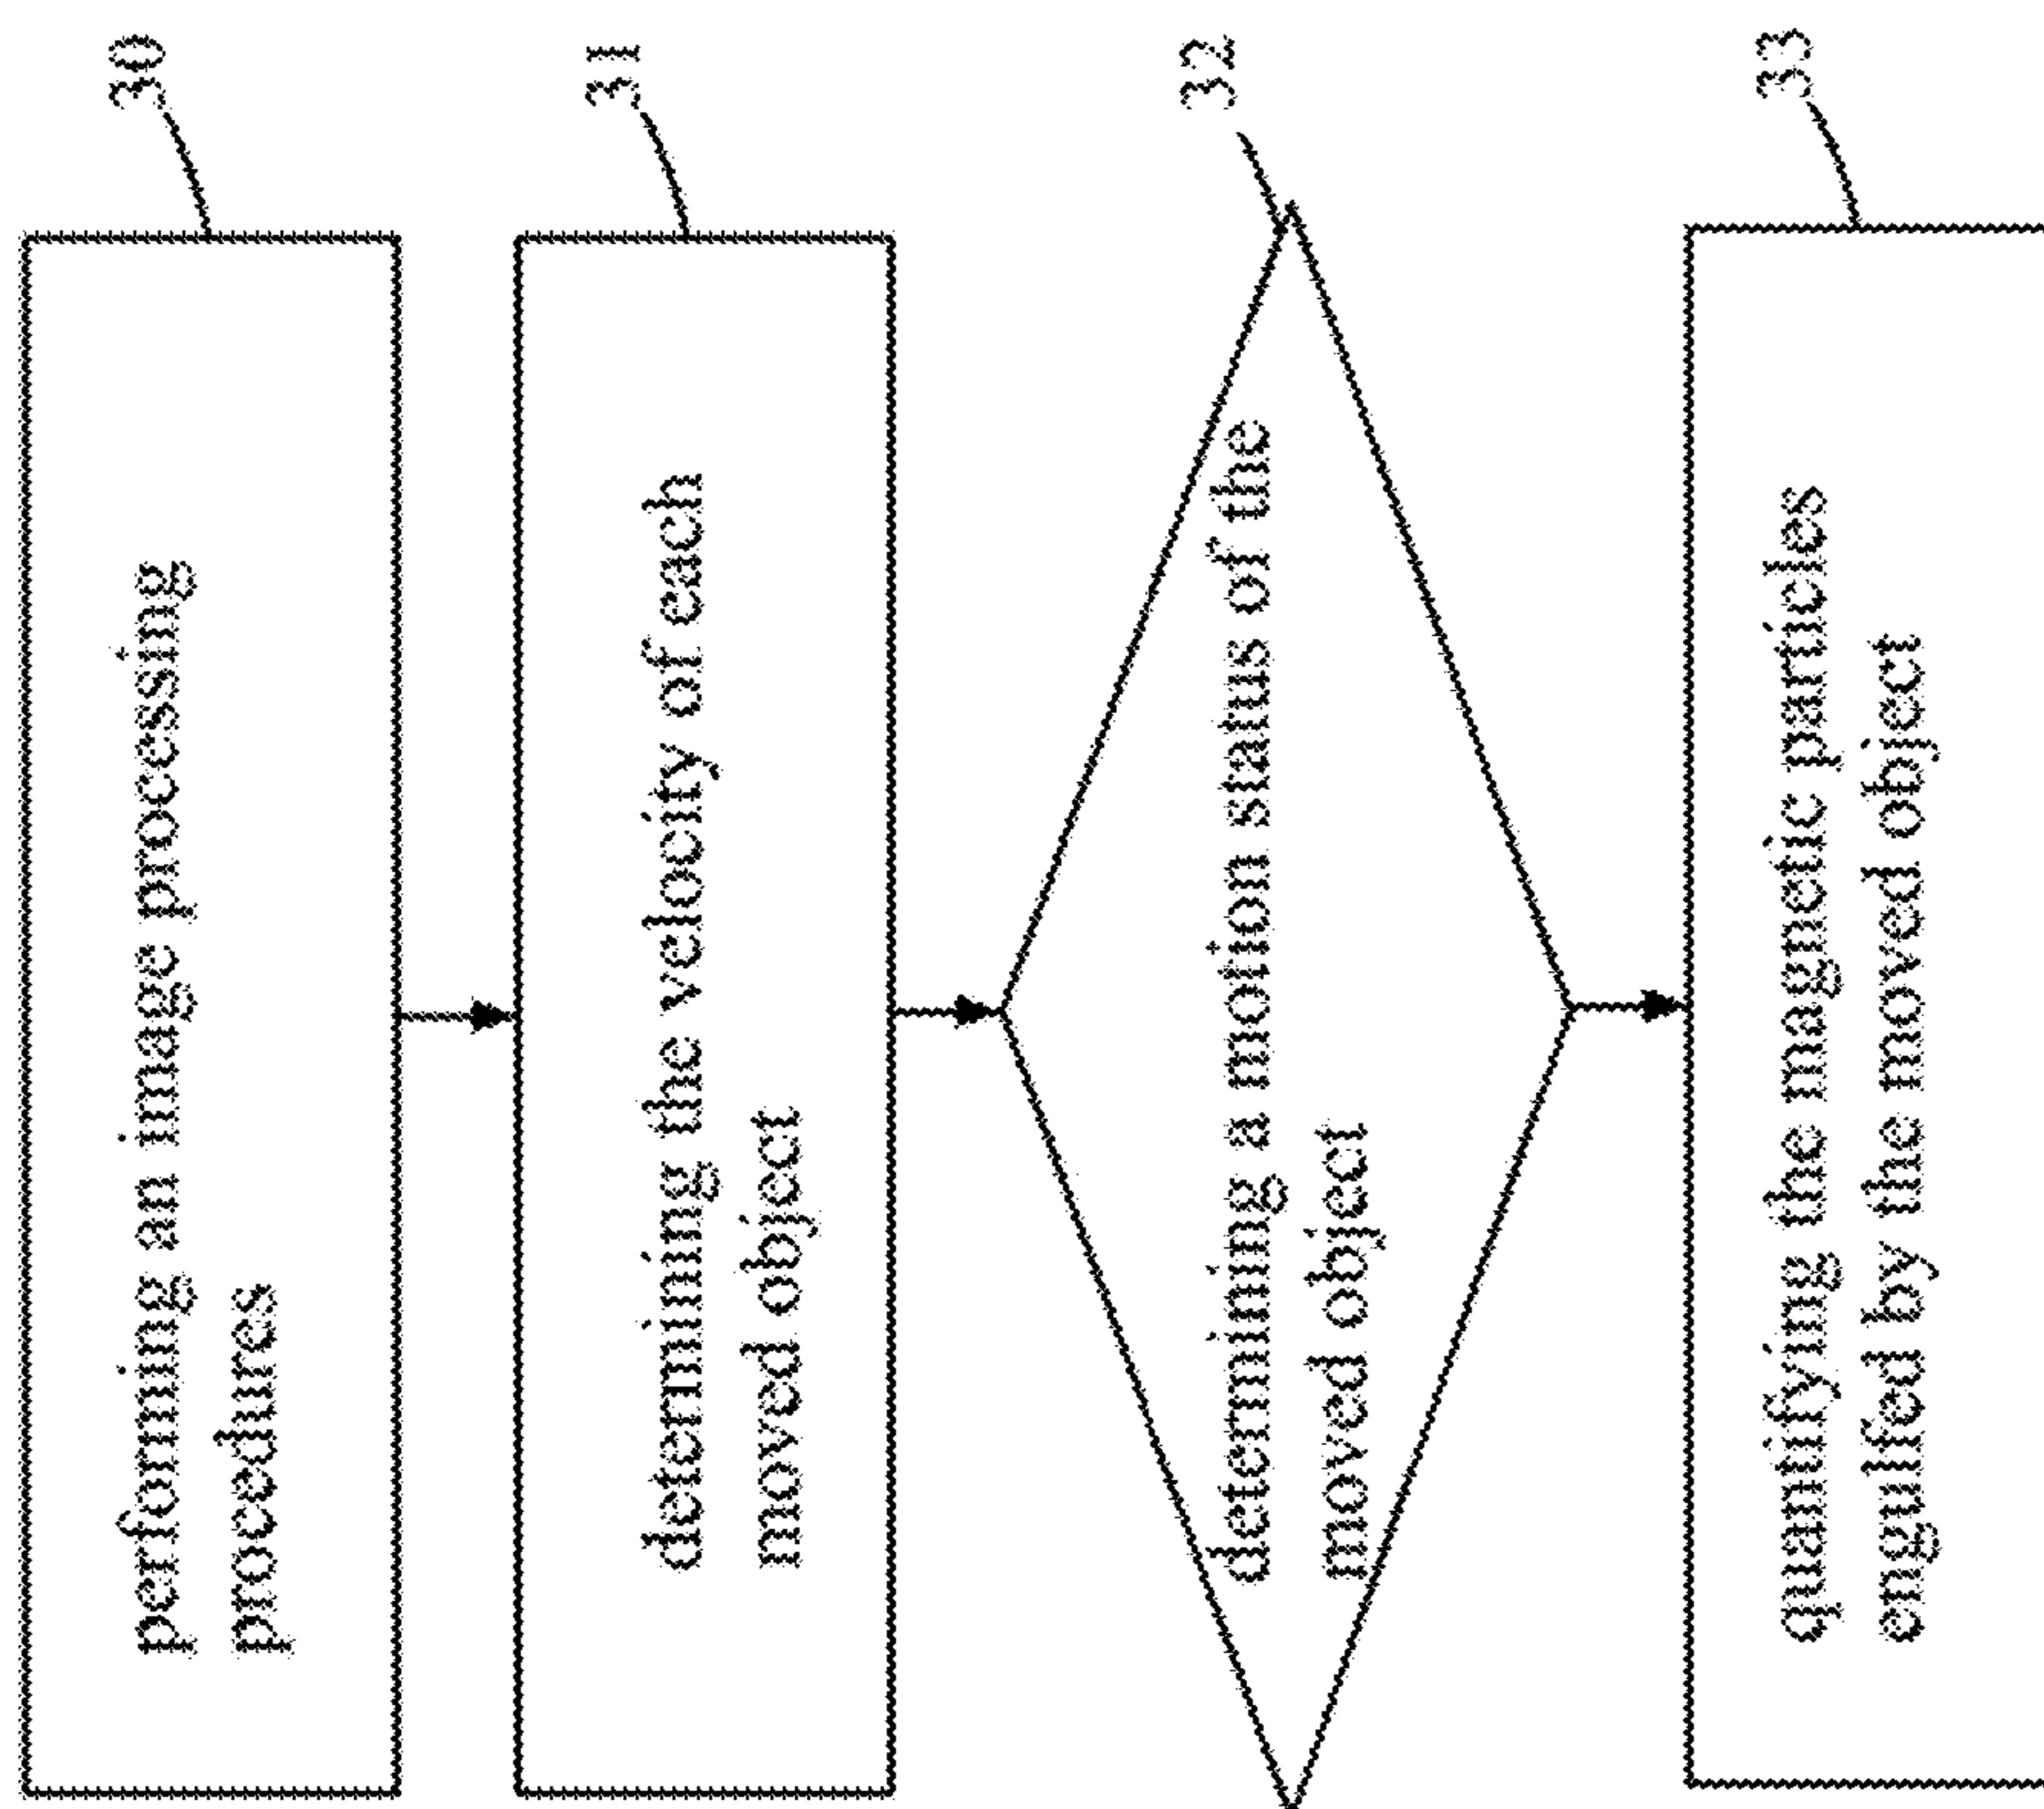 30
performing an image processing
procedures
31
determining the velocity of each
moved object
32
determining a motion status of the
moved object
33
quantifying the magnetic particles
engulfed by the moved object